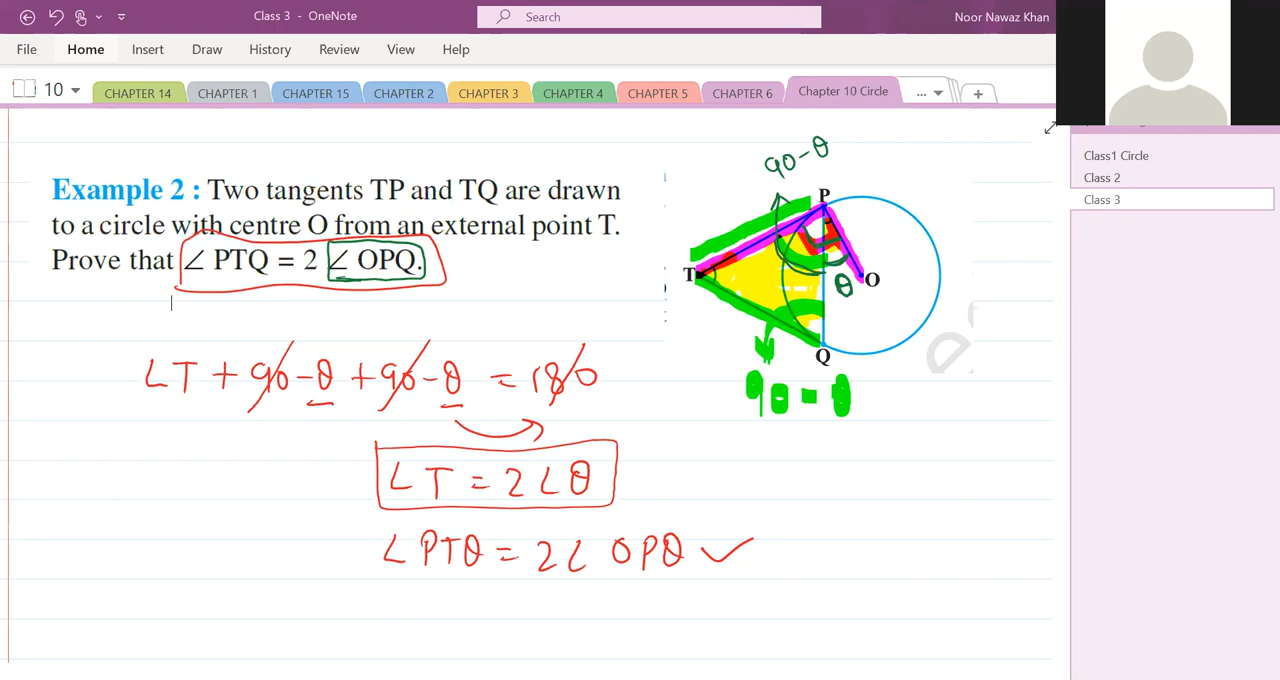 Class 3 - OneNote
Search
Noor Nawaz Khan
File Home Insert Draw History Review View Help
10
CHAPTER 14 CHAPTER 1 CHAPTER 15 CHAPTER 2 CHAPTER 3 CHAPTER 4 CHAPTER 5 CHAPTER 6 Chapter 10 Circle ... +
Class1 Circle
Class 2
Class 3
Example 2 : Two tangents TP and TQ are drawn
to a circle with centre O from an external point T.
Prove that ∠ PTQ = 2 ∠ OPQ.
90-θ
P
T
θ
O
Q
90-θ
∠T + 90-θ + 90-θ = 180
∠T = 2∠θ
∠PTQ = 2∠OPQ ✓